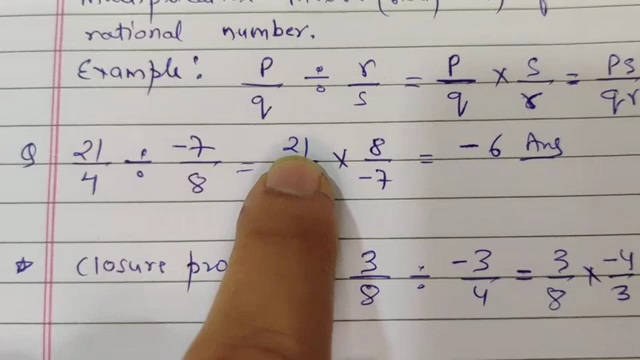 rational number.
Example: p/q ÷ r/s = p/q × s/r = ps/qr
Q 21/4 ÷ -7/8 = 21 × 8/-7 = -6 Ans
☆ Closure pro 3/8 ÷ -3/4 = 3/8 × -4/3